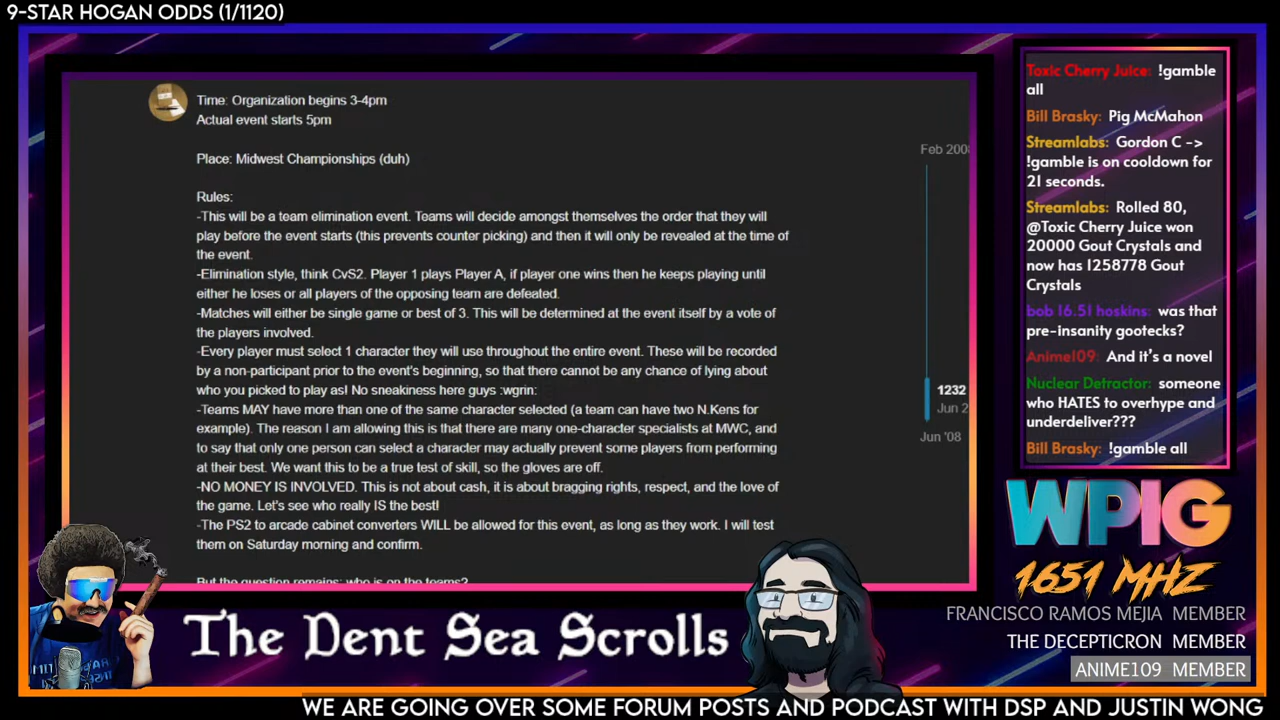 9-STAR HOGAN ODDS (1/1120)
Time: Organization begins 3-4pm
Actual event starts 5pm
Place: Midwest Championships (duh)
Rules:
-This will be a team elimination event. Teams will decide amongst themselves the order that they will
play before the event starts (this prevents counter picking) and then it will only be revealed at the time of
the event.
-Elimination style, think CvS2. Player 1 plays Player A, if player one wins then he keeps playing until
either he loses or all players of the opposing team are defeated.
-Matches will either be single game or best of 3. This will be determined at the event itself by a vote of
the players involved.
-Every player must select 1 character they will use throughout the entire event. These will be recorded
by a non-participant prior to the event's beginning, so that there cannot be any chance of lying about
who you picked to play as! No sneakiness here guys :wgrin:
-Teams MAY have more than one of the same character selected (a team can have two N.Kens for
example). The reason I am allowing this is that there are many one-character specialists at MWC, and
to say that only one person can select a character may actually prevent some players from performing
at their best. We want this to be a true test of skill, so the gloves are off.
-NO MONEY IS INVOLVED. This is not about cash, it is about bragging rights, respect, and the love of
the game. Let's see who really IS the best!
-The PS2 to arcade cabinet converters WILL be allowed for this event, as long as they work. I will test
them on Saturday morning and confirm.
But the question remains: who is on the teams?
Feb 2008
1232
Jun 2
Jun '08
Toxic Cherry Juice: !gamble
all
Bill Brasky: Pig McMahon
Streamlabs: Gordon C ->
!gamble is on cooldown for
21 seconds.
Streamlabs: Rolled 80,
@Toxic Cherry Juice won
20000 Gout Crystals and
now has 1258778 Gout
Crystals
bob 16.51 hoskins: was that
pre-insanity gootecks?
Anime109: And it's a novel
Nuclear Detractor: someone
who HATES to overhype and
underdeliver???
Bill Brasky: !gamble all
WPIG
1651 MHZ
FRANCISCO RAMOS MEJIA MEMBER
THE DECEPTICRON MEMBER
ANIME109 MEMBER
The Dent Sea Scrolls
WE ARE GOING OVER SOME FORUM POSTS AND PODCAST WITH DSP AND JUSTIN WONG